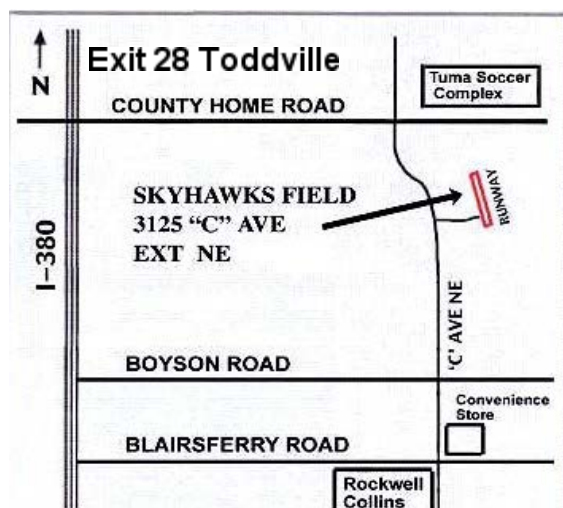 Exit 28 Toddville
N
Tuma Soccer
Complex
COUNTY HOME ROAD
SKYHAWKS FIELD
3125 "C" AVE
EXT NE
RUNWAY
I-380
'C' AVE NE
BOYSON ROAD
Convenience
Store
BLAIRSFERRY ROAD
Rockwell
Collins